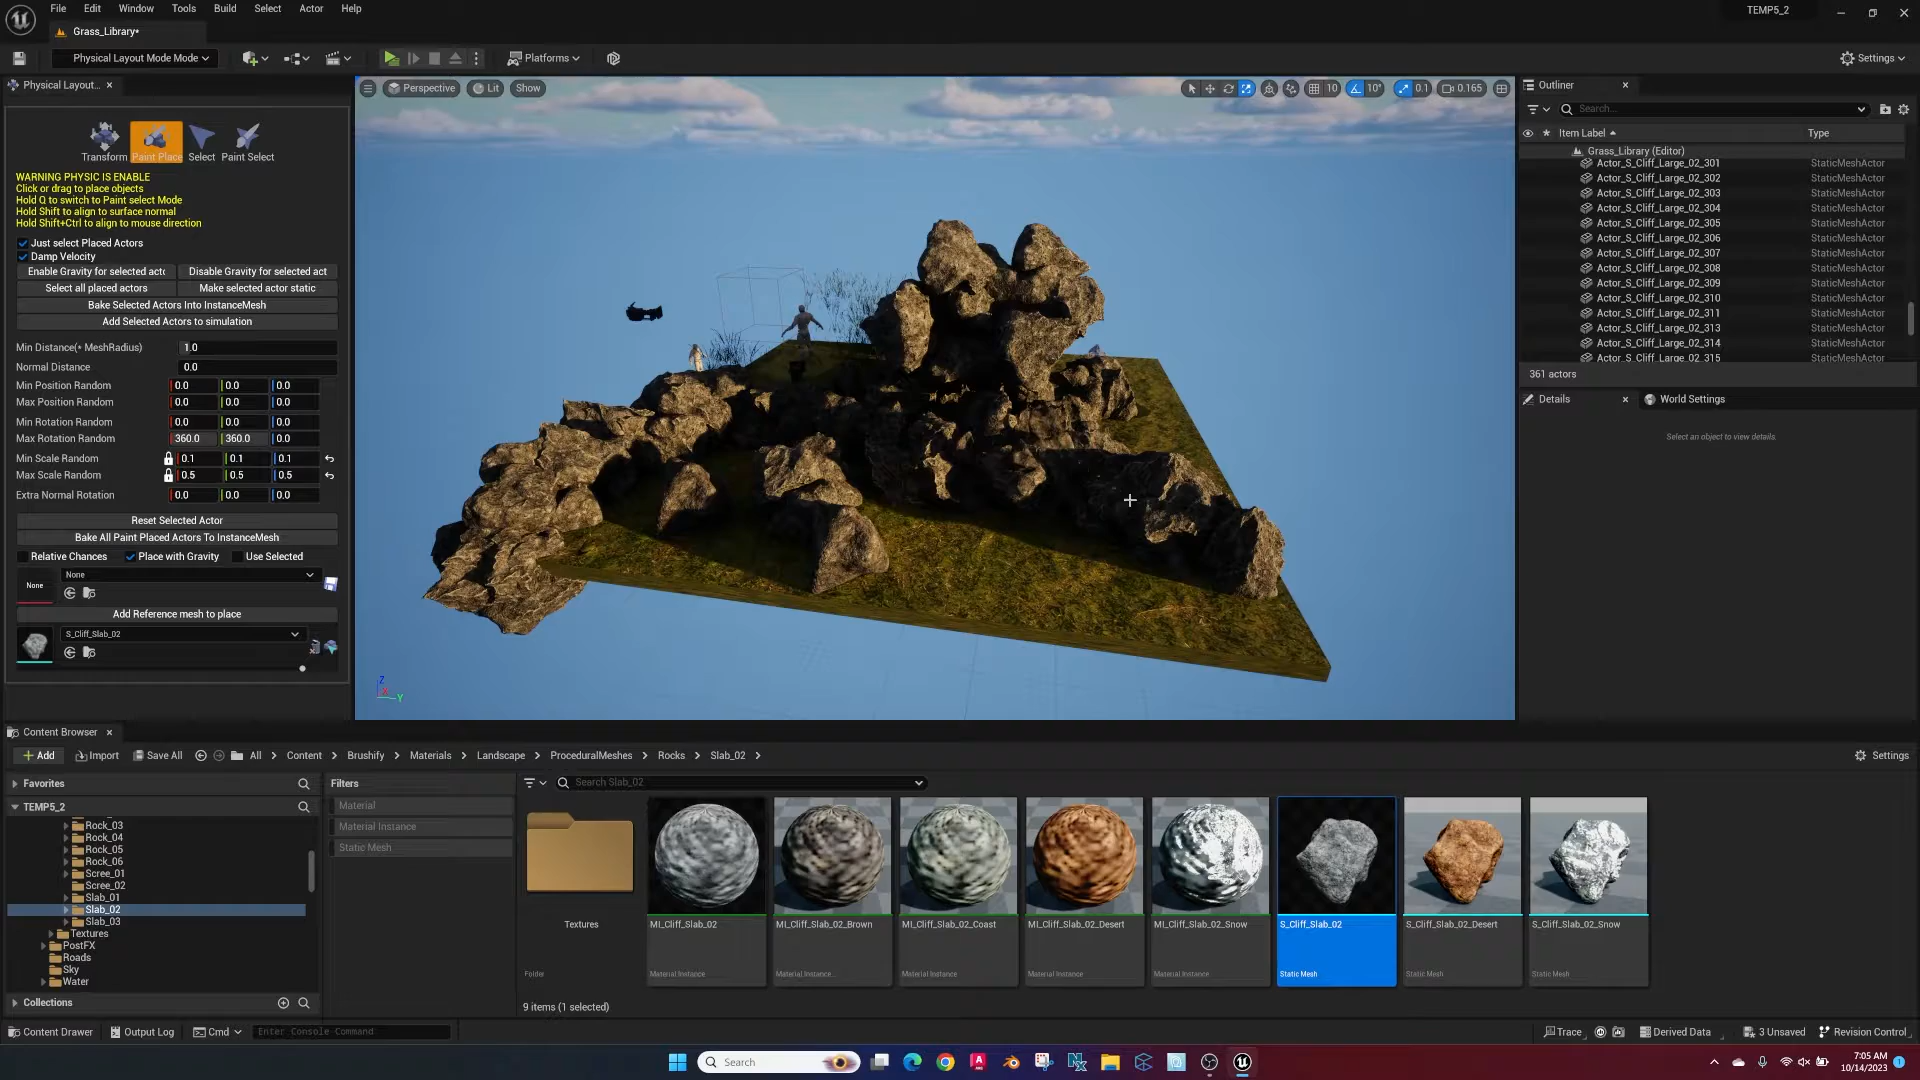 File Edit Window Tools Build Select Actor Help
TEMP5_2
Grass_Library*
Physical Layout Mode Mode
Platforms
Settings
Physical Layout...
Transform Paint Place Select Paint Select
WARNING PHYSIC IS ENABLE
Click or drag to place objects
Hold Q to switch to Paint select Mode
Hold Shift to align to surface normal
Hold Shift+Ctrl to align to mouse direction
Just select Placed Actors
Damp Velocity
Enable Gravity for selected actc Disable Gravity for selected act
Select all placed actors Make selected actor static
Bake Selected Actors Into InstanceMesh
Add Selected Actors to simulation
Min Distance(* MeshRadius) 1.0
Normal Distance 0.0
Min Position Random 0.0 0.0 0.0
Max Position Random 0.0 0.0 0.0
Min Rotation Random 0.0 0.0 0.0
Max Rotation Random 360.0 360.0 0.0
Min Scale Random 0.1 0.1 0.1
Max Scale Random 0.5 0.5 0.5
Extra Normal Rotation 0.0 0.0 0.0
Reset Selected Actor
Bake All Paint Placed Actors To InstanceMesh
Relative Chances Place with Gravity Use Selected
None
None
Add Reference mesh to place
S_Cliff_Slab_02
Perspective Lit Show
10 10° 0.1 0.165
Z X Y
Outliner
Search...
Item Label Type
Grass_Library (Editor)
Actor_S_Cliff_Large_02_301 StaticMeshActor
Actor_S_Cliff_Large_02_302 StaticMeshActor
Actor_S_Cliff_Large_02_303 StaticMeshActor
Actor_S_Cliff_Large_02_304 StaticMeshActor
Actor_S_Cliff_Large_02_305 StaticMeshActor
Actor_S_Cliff_Large_02_306 StaticMeshActor
Actor_S_Cliff_Large_02_307 StaticMeshActor
Actor_S_Cliff_Large_02_308 StaticMeshActor
Actor_S_Cliff_Large_02_309 StaticMeshActor
Actor_S_Cliff_Large_02_310 StaticMeshActor
Actor_S_Cliff_Large_02_311 StaticMeshActor
Actor_S_Cliff_Large_02_313 StaticMeshActor
Actor_S_Cliff_Large_02_314 StaticMeshActor
Actor_S_Cliff_Large_02_315 StaticMeshActor
361 actors
Details World Settings
Select an object to view details.
Content Browser
Add Import Save All All Content Brushify Materials Landscape ProceduralMeshes Rocks Slab_02 Settings
Favorites
TEMP5_2
Rock_03
Rock_04
Rock_05
Rock_06
Scree_01
Scree_02
Slab_01
Slab_02
Slab_03
Textures
PostFX
Roads
Sky
Water
Collections
Filters
Material
Material Instance
Static Mesh
Search Slab_02
Textures MI_Cliff_Slab_02 MI_Cliff_Slab_02_Brown MI_Cliff_Slab_02_Coast MI_Cliff_Slab_02_Desert MI_Cliff_Slab_02_Snow S_Cliff_Slab_02 S_Cliff_Slab_02_Desert S_Cliff_Slab_02_Snow
Folder Material Instance Material Instance... Material Instance Material Instance Material Instance Static Mesh Static Mesh Static Mesh
9 items (1 selected)
Content Drawer Output Log Cmd Enter Console Command Trace Derived Data 3 Unsaved Revision Control
Search
7:05 AM
10/14/2023